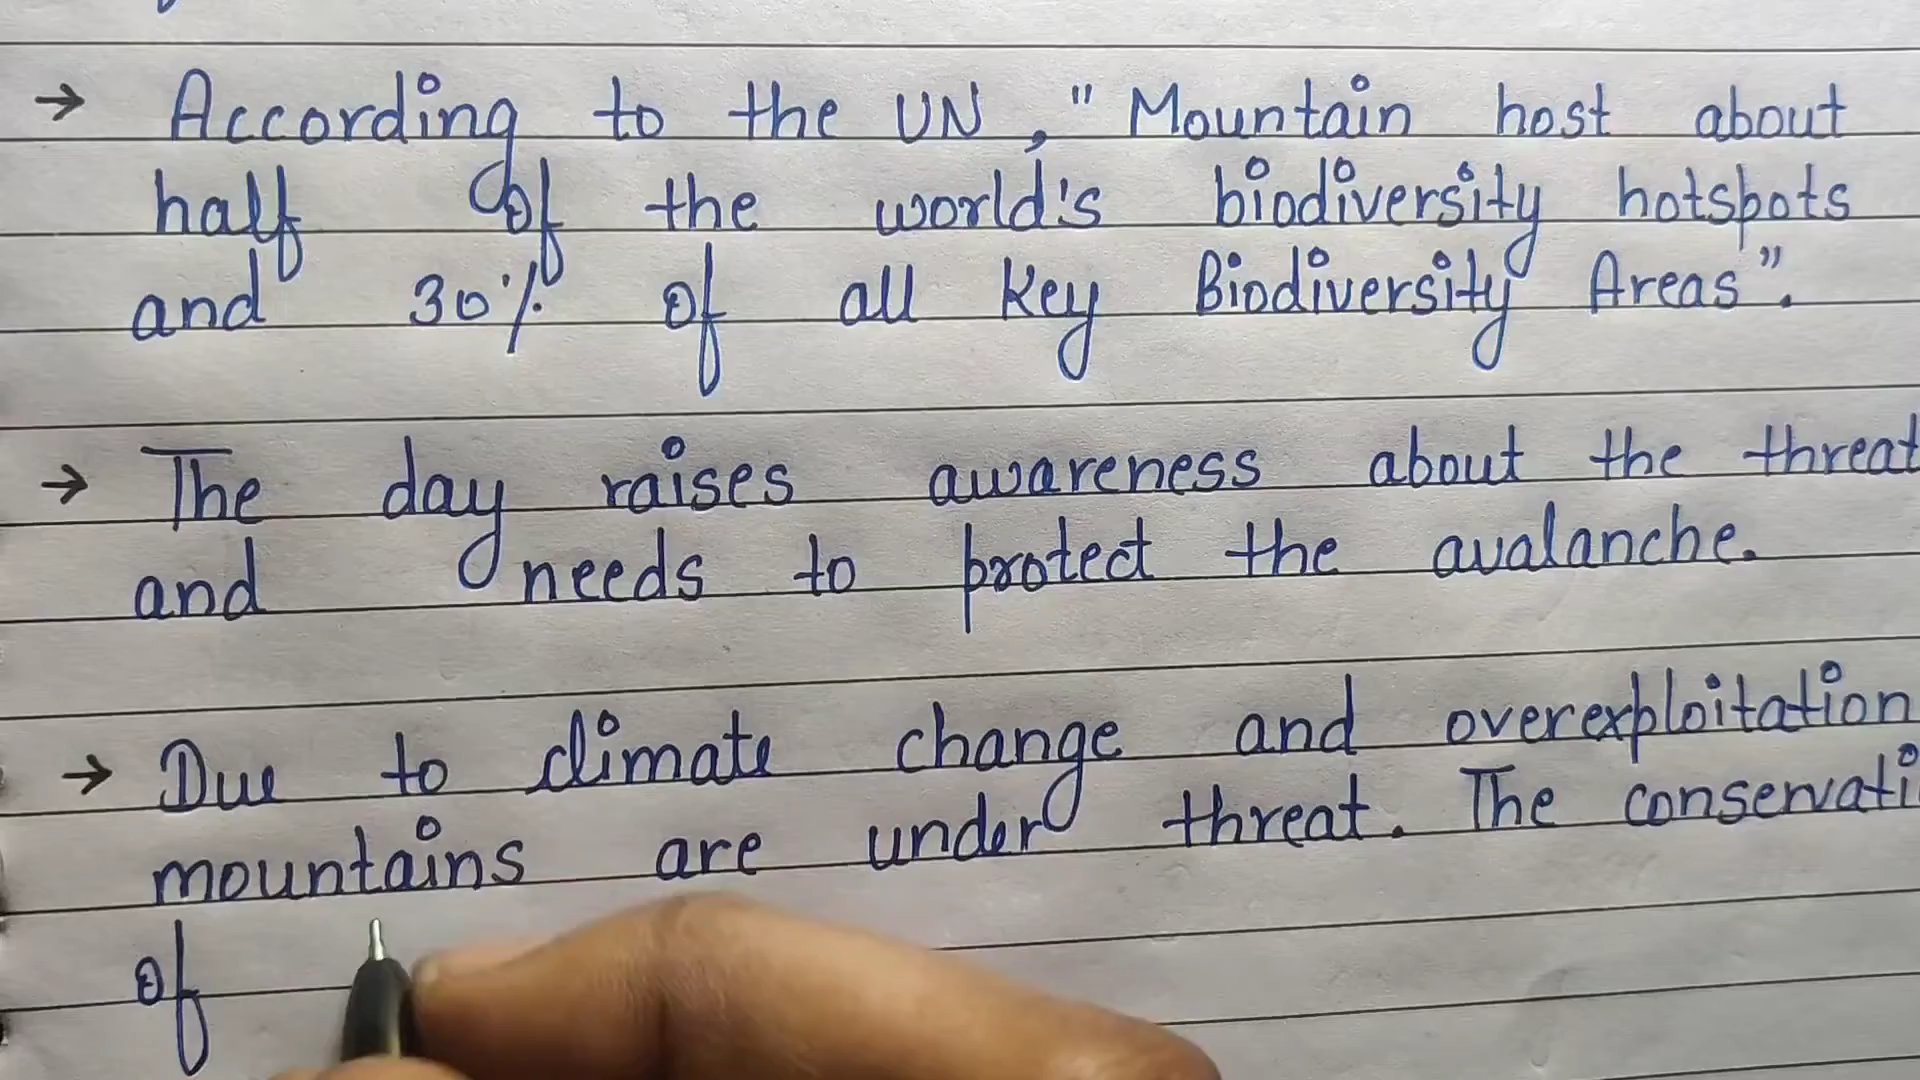 → According to the UN, "Mountain host about
half of the world's biodiversity hotspots
and 30% of all Key Biodiversity Areas".
→ The day raises awareness about the threat
and needs to protect the avalanche.
→ Due to climate change and overexploitation
mountains are under threat. The conservati
of